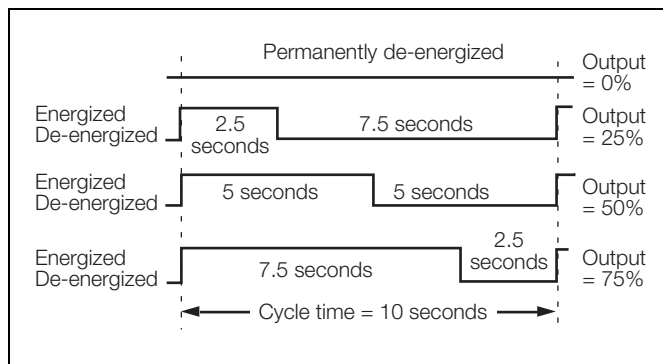 Permanently de-energized
Output
= 0%
Energized
De-energized
2.5
seconds
7.5 seconds
Output
= 25%
Energized
De-energized
5 seconds
5 seconds
Output
= 50%
Energized
De-energized
7.5 seconds
2.5
seconds
Output
= 75%
Cycle time = 10 seconds